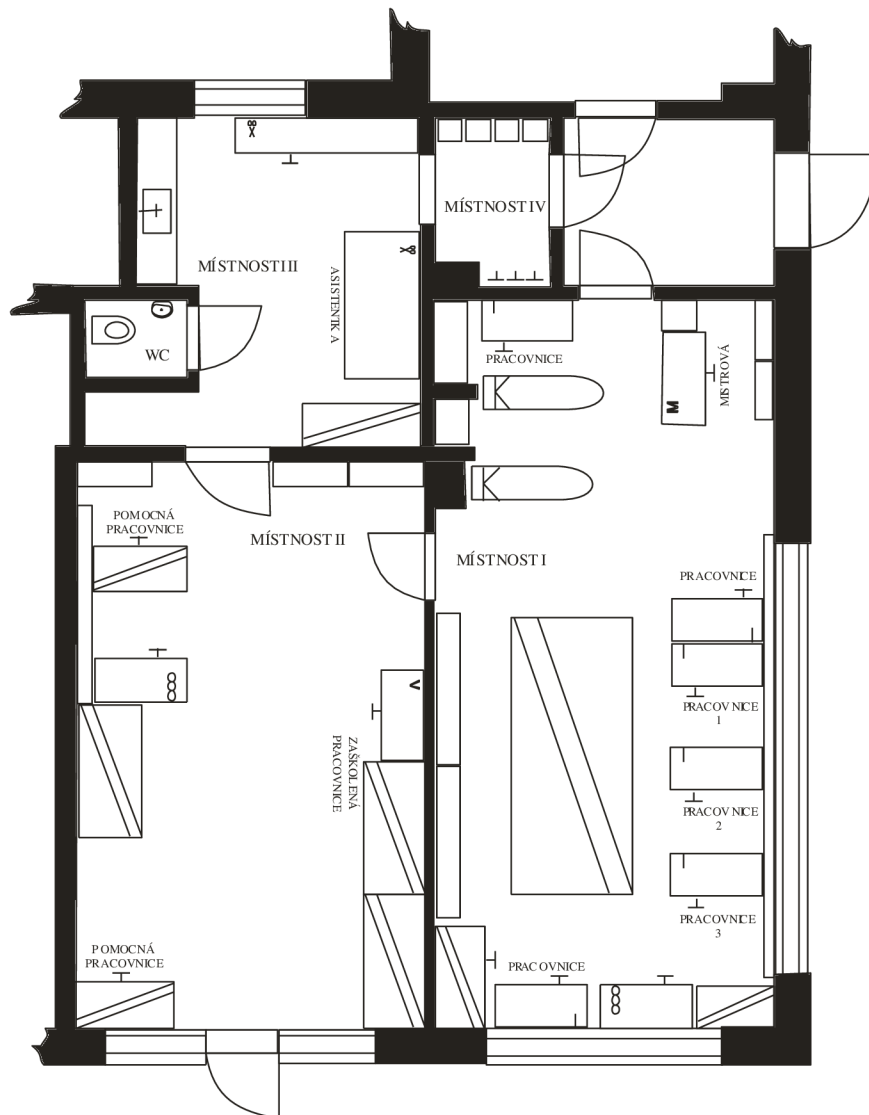 MÍSTNOST IV
MÍSTNOST III
ASISTENTKA
WC
PRACOVNICE
MISTROVÁ
M
POMOCNÁ
PRACOVNICE
MÍSTNOST II
MÍSTNOST I
PRACOVNICE
PRACOVNICE
1
V
ZAŠKOLENÁ
PRACOVNICE
PRACOVNICE
2
PRACOVNICE
3
POMOCNÁ
PRACOVNICE
PRACOVNICE